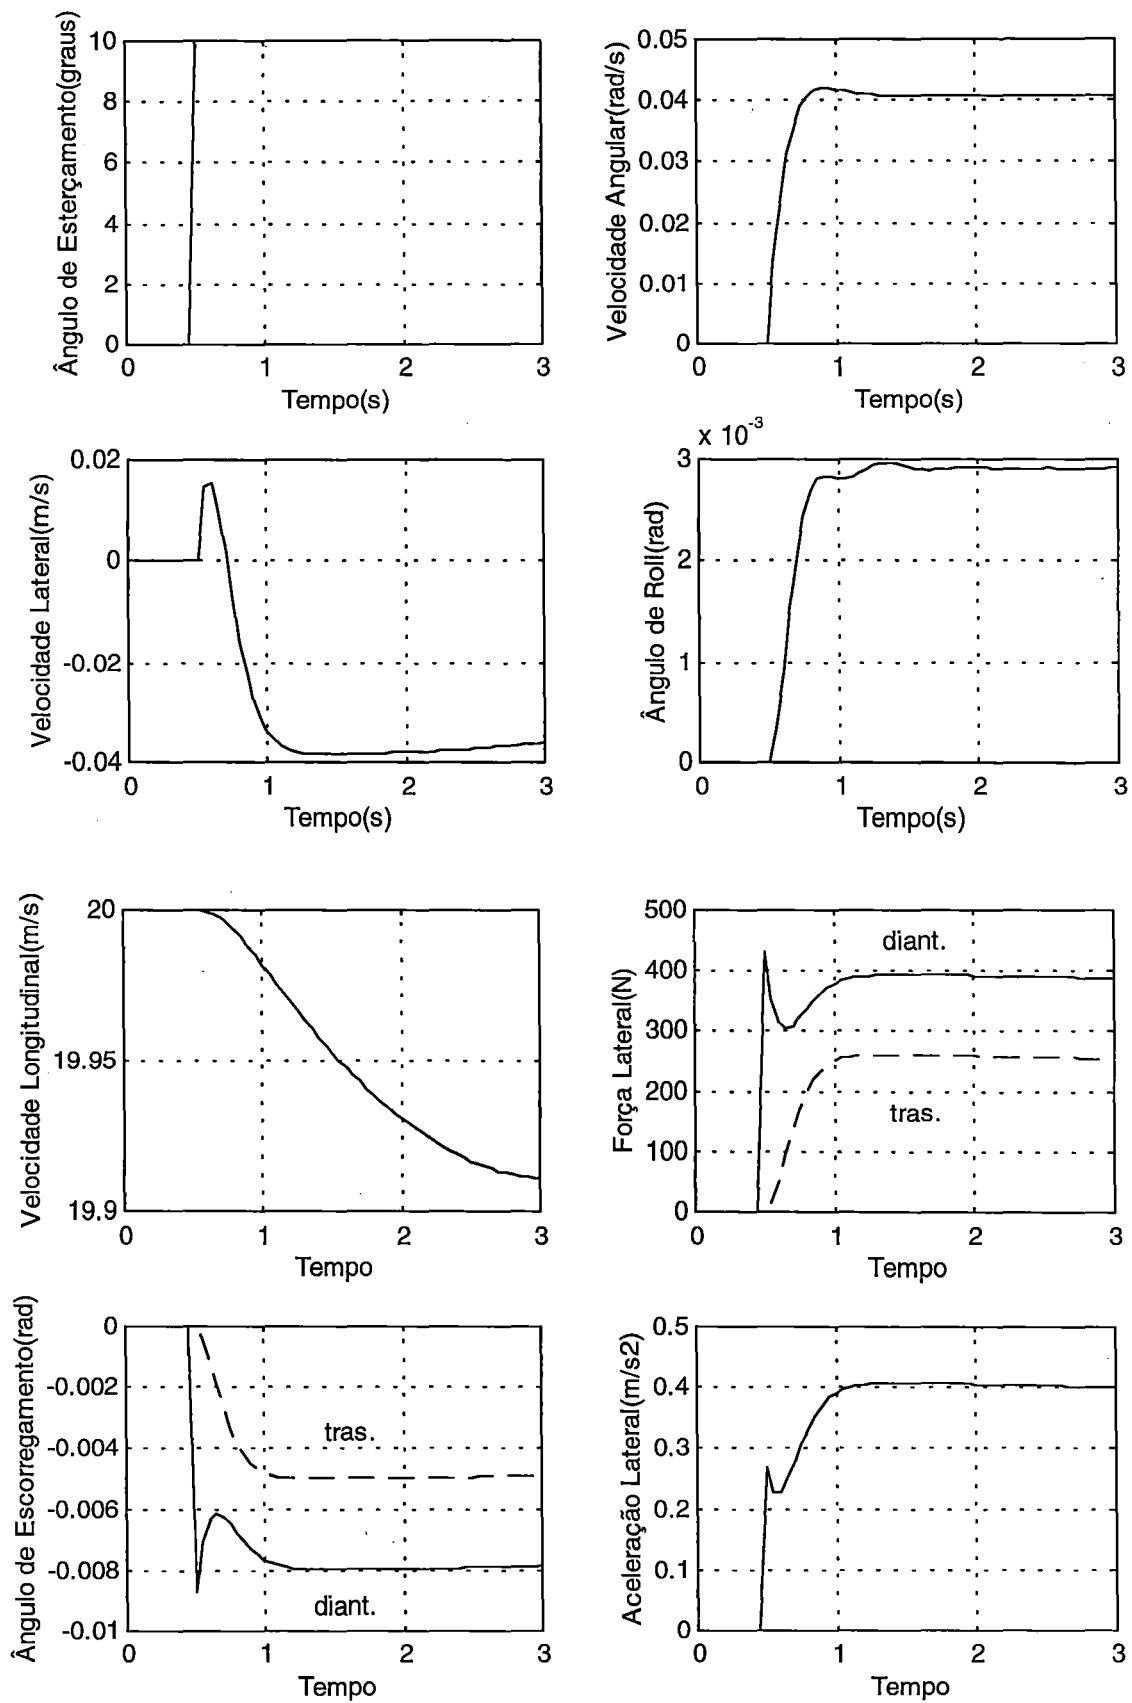 Ângulo de Esterçamento(graus)
10
8
6
4
2
0
0 1 2 3
Tempo(s)
Velocidade Angular(rad/s)
0.05
0.04
0.03
0.02
0.01
0
0 1 2 3
Tempo(s)
Velocidade Lateral(m/s)
0.02
0
-0.02
-0.04
0 1 2 3
Tempo(s)
x 10-3
Ângulo de Roll(rad)
3
2
1
0
0 1 2 3
Tempo(s)
Velocidade Longitudinal(m/s)
20
19.95
19.9
0 1 2 3
Tempo
Força Lateral(N)
500
400
300
200
100
0
diant.
tras.
0 1 2 3
Tempo
Ângulo de Escorregamento(rad)
0
-0.002
-0.004
-0.006
-0.008
-0.01
tras.
diant.
0 1 2 3
Tempo
Aceleração Lateral(m/s2)
0.5
0.4
0.3
0.2
0.1
0
0 1 2 3
Tempo